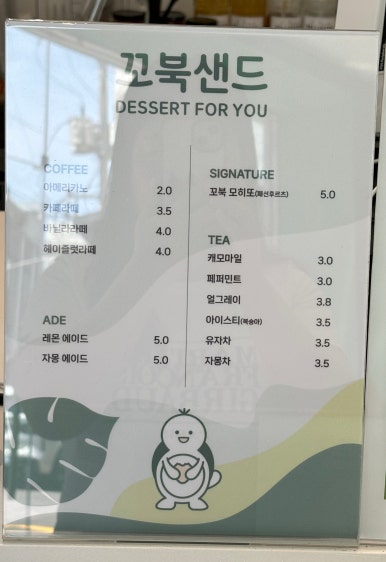 꼬북샌드
DESSERT FOR YOU
COFFEE
아메리카노 2.0
카페라떼 3.5
바닐라라떼 4.0
헤이즐럿라떼 4.0
ADE
레몬 에이드 5.0
자몽 에이드 5.0
SIGNATURE
꼬북 모히또(패션후르츠) 5.0
TEA
캐모마일 3.0
페퍼민트 3.0
얼그레이 3.8
아이스티(복숭아) 3.5
유자차 3.5
자몽차 3.5